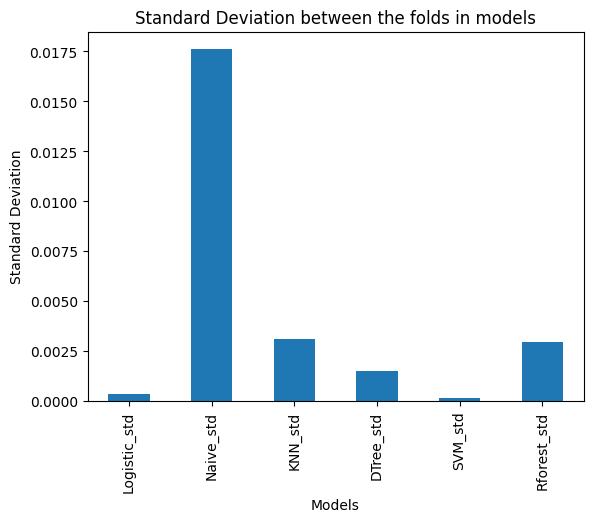 Standard Deviation between the folds in models
0.0175
0.0150
0.0125
0.0100
0.0075
0.0050
0.0025
0.0000
Standard Deviation
Logistic_std
Naive_std
KNN_std
DTree_std
SVM_std
Rforest_std
Models